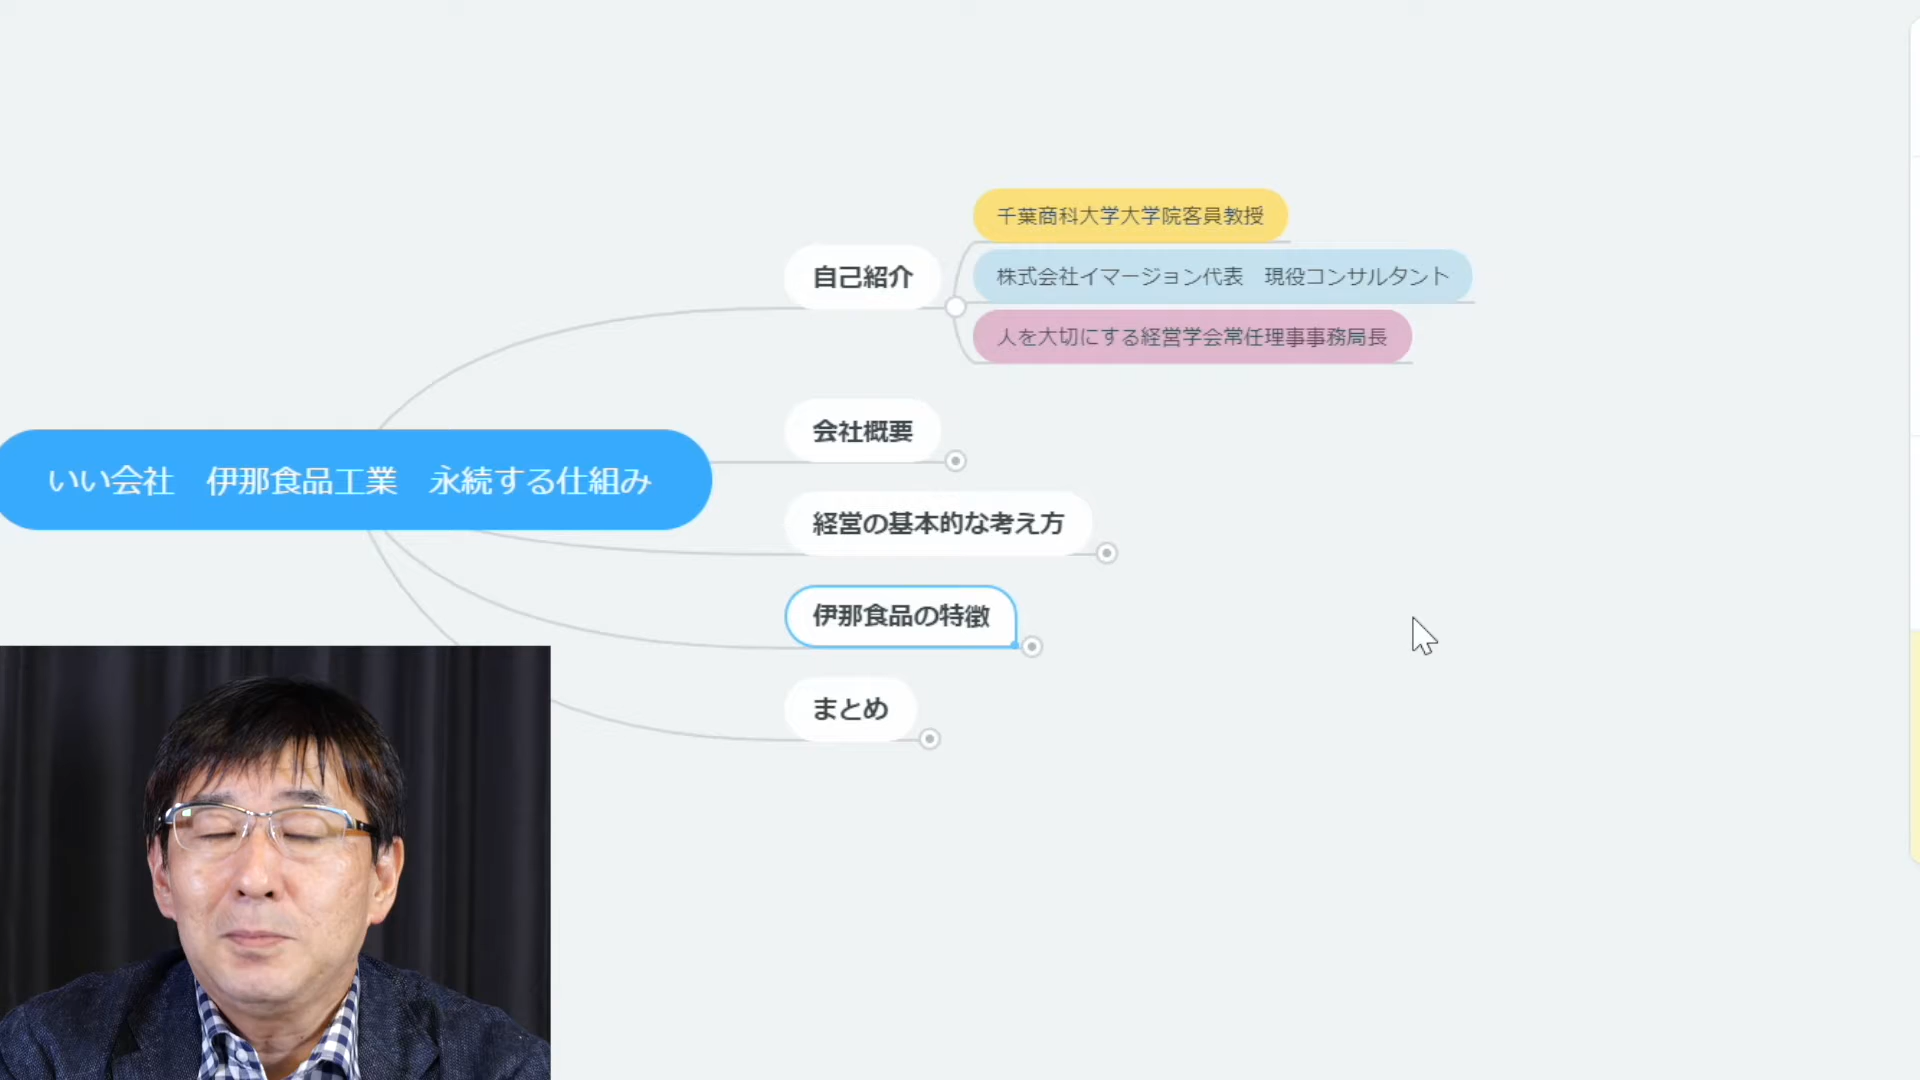 千葉商科大学大学院客員教授
自己紹介
株式会社イマージョン代表　現役コンサルタント
人を大切にする経営学会常任理事事務局長
会社概要
いい会社　伊那食品工業　永続する仕組み
経営の基本的な考え方
伊那食品の特徴
まとめ